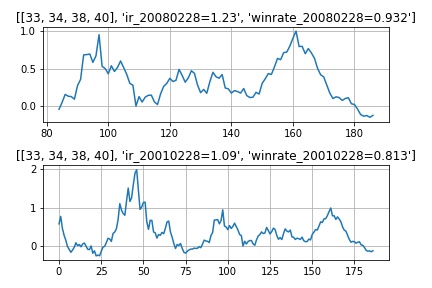 [[33, 34, 38, 40], 'ir_20080228=1.23', 'winrate_20080228=0.932']
1.0
0.5
0.0
80 100 120 140 160 180
[[33, 34, 38, 40], 'ir_20010228=1.09', 'winrate_20010228=0.813']
2
1
0
0 25 50 75 100 125 150 175